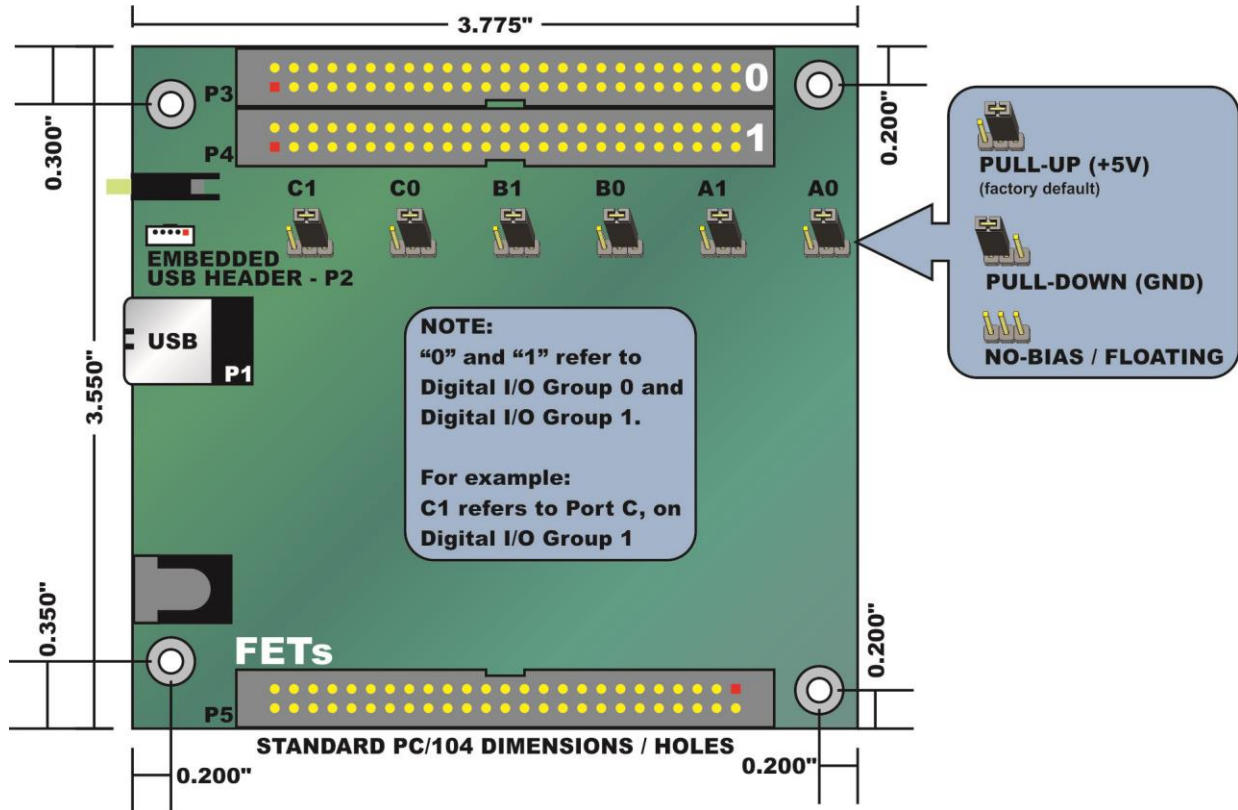 3.775"
P3
0
P4
1
0.300"
0.200"
C1 C0 B1 B0 A1 A0
PULL-UP (+5V)
(factory default)
PULL-DOWN (GND)
NO-BIAS / FLOATING
EMBEDDED
USB HEADER - P2
USB
P1
3.550"
NOTE:
“0” and “1” refer to
Digital I/O Group 0 and
Digital I/O Group 1.
For example:
C1 refers to Port C, on
Digital I/O Group 1
0.350"
0.200"
FETs
P5
STANDARD PC/104 DIMENSIONS / HOLES
0.200"
0.200"